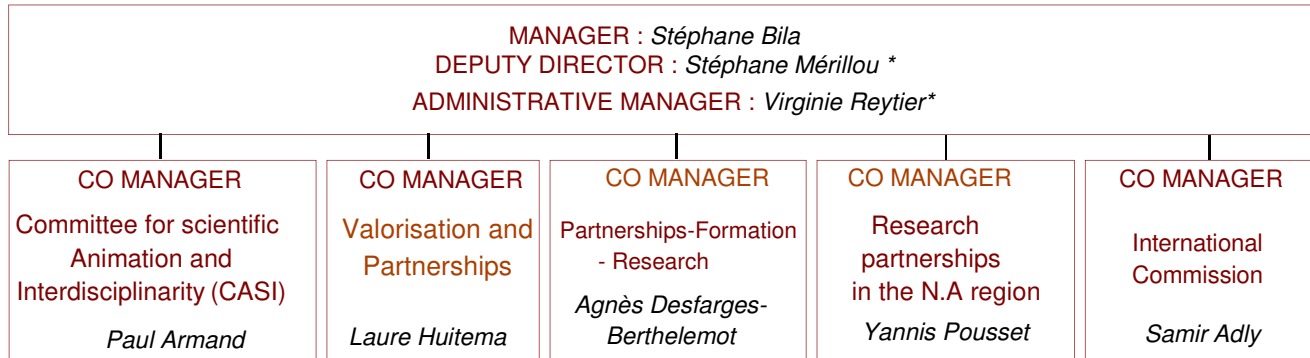 MANAGER : Stéphane Bila
DEPUTY DIRECTOR : Stéphane Mérillou *
ADMINISTRATIVE MANAGER : Virginie Reytier*
CO MANAGER
Committee for scientific
Animation and
Interdisciplinarity (CASI)
Paul Armand
CO MANAGER
Valorisation and
Partnerships
Laure Huitema
CO MANAGER
Partnerships-Formation
- Research
Agnès Desfarges-
Berthelemot
CO MANAGER
Research
partnerships
in the N.A region
Yannis Pousset
CO MANAGER
International
Commission
Samir Adly